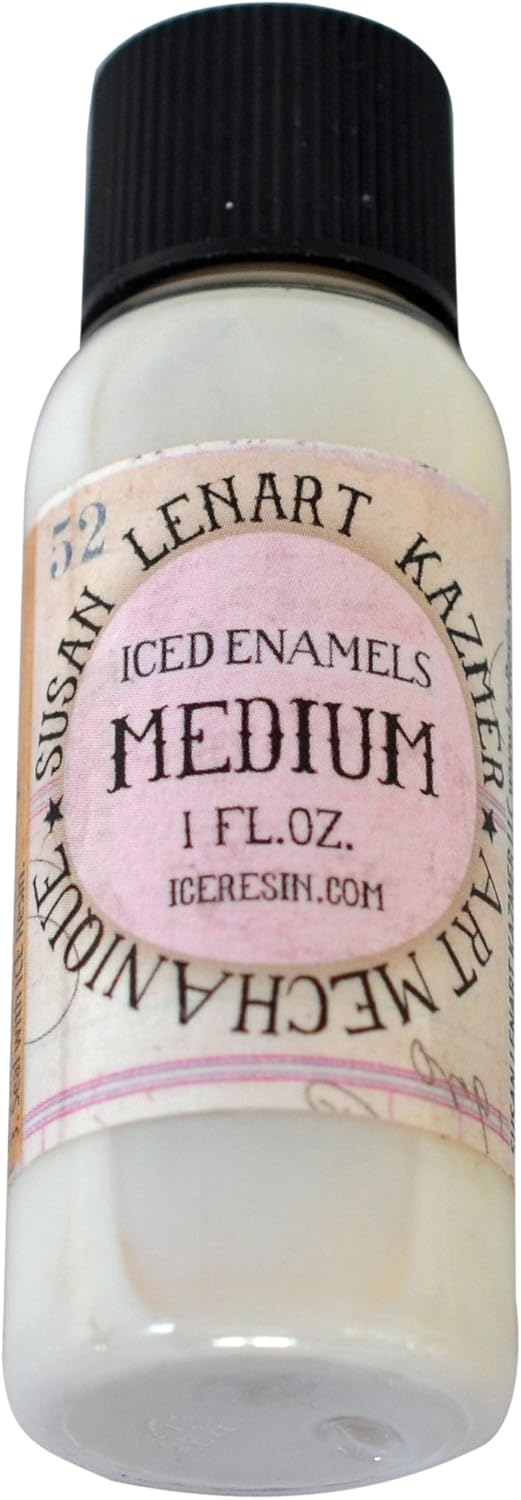 52
★ SUSAN LENART KAZMER ★ ART MECHANIQUE
ICED ENAMELS
MEDIUM
1 FL.OZ.
ICERESIN.COM